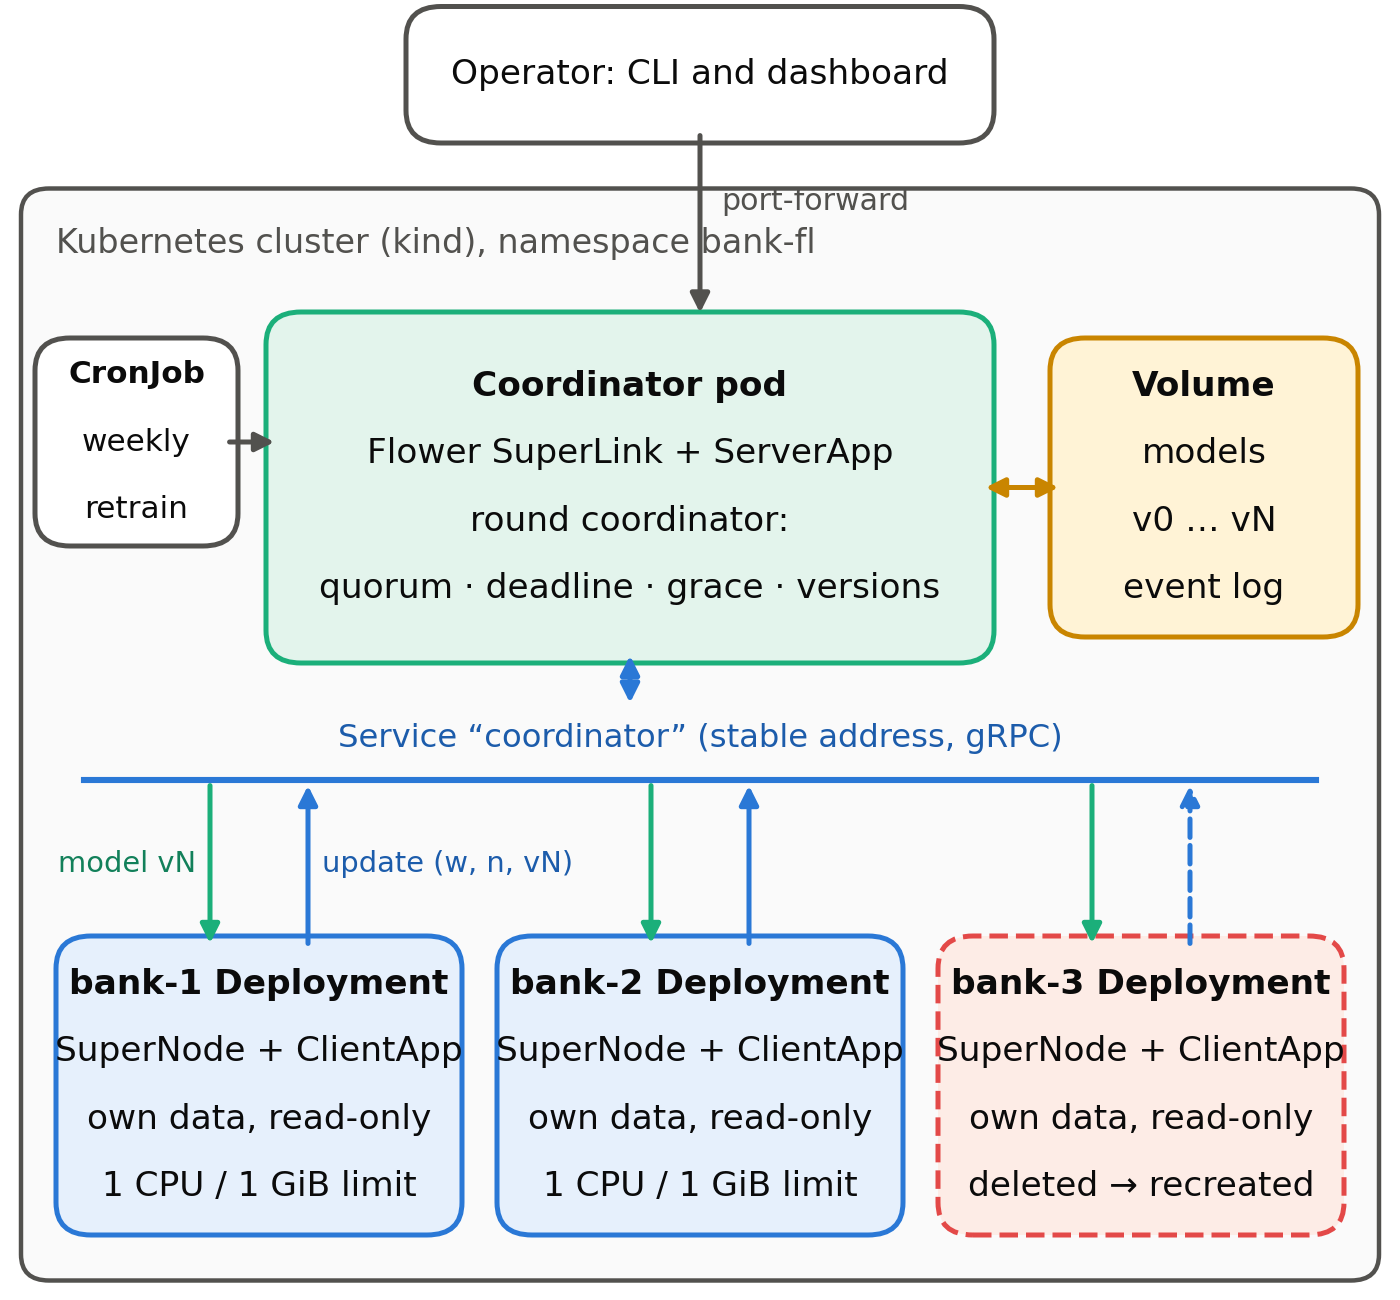 Operator: CLI and dashboard
port-forward
Kubernetes cluster (kind), namespace bank-fl
CronJob
weekly
retrain
Coordinator pod
Flower SuperLink + ServerApp
round coordinator:
quorum · deadline · grace · versions
Volume
models
v0 … vN
event log
Service “coordinator” (stable address, gRPC)
model vN
update (w, n, vN)
bank-1 Deployment
SuperNode + ClientApp
own data, read-only
1 CPU / 1 GiB limit
bank-2 Deployment
SuperNode + ClientApp
own data, read-only
1 CPU / 1 GiB limit
bank-3 Deployment
SuperNode + ClientApp
own data, read-only
deleted → recreated